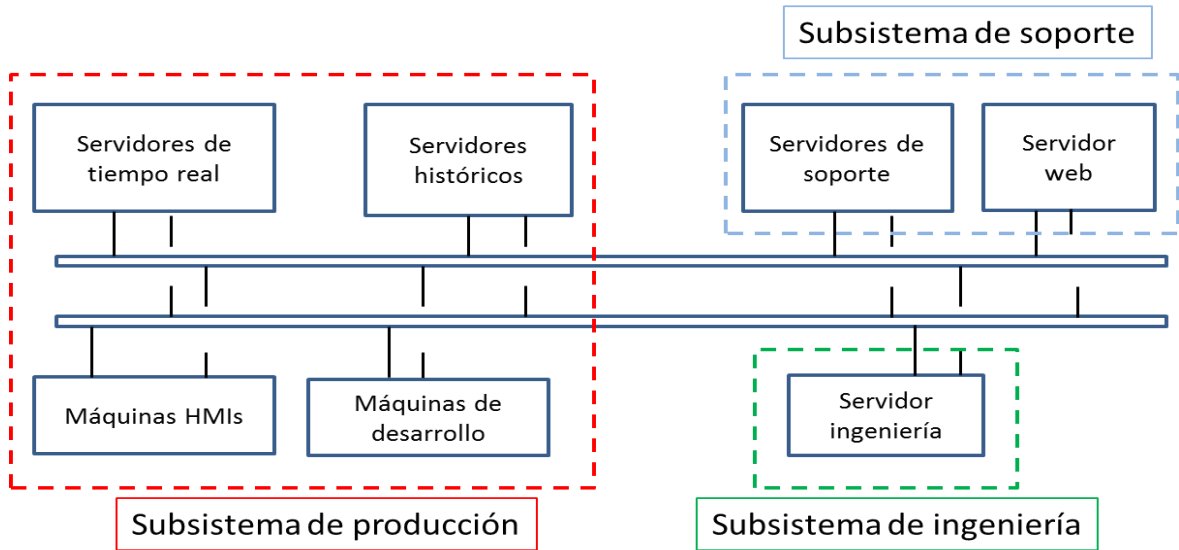 Subsistema de soporte
Servidores de
tiempo real
Servidores
históricos
Servidores de
soporte
Servidor
web
Máquinas HMIs
Máquinas de
desarrollo
Servidor
ingeniería
Subsistema de producción
Subsistema de ingeniería